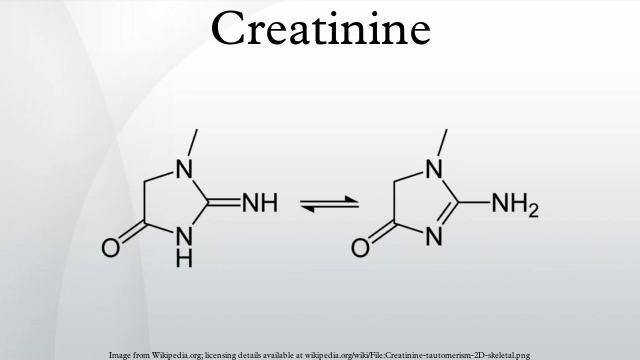 Creatinine
N
NH
O
N
H
N
NH2
O
N
Image from Wikipedia.org; licensing details available at wikipedia.org/wiki/File:Creatinine-tautomerism-2D-skeletal.png